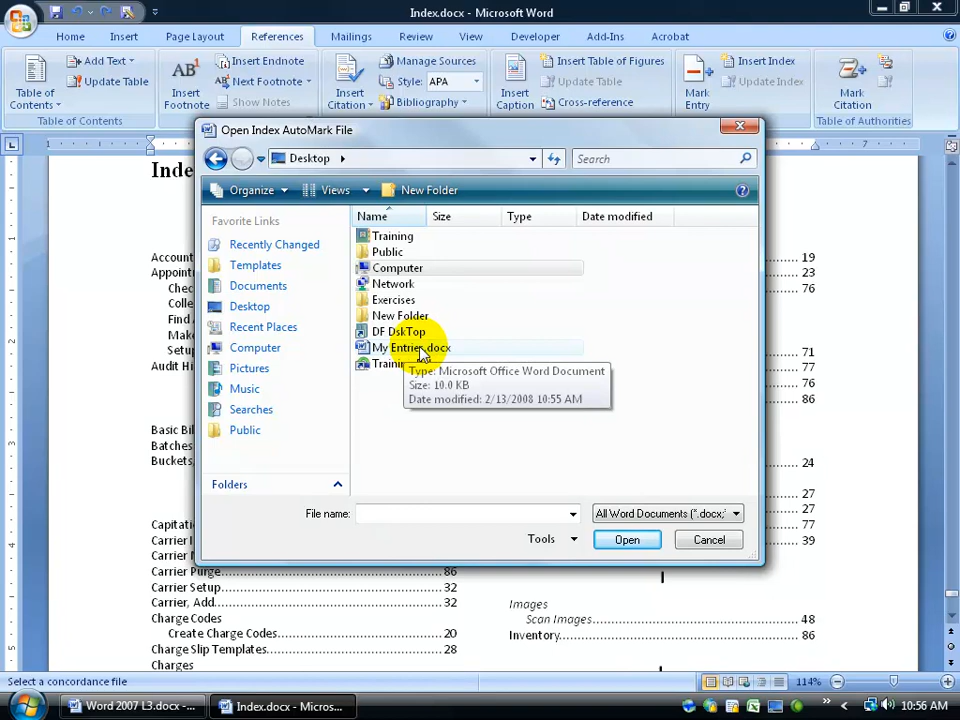 Index.docx - Microsoft Word
Home Insert Page Layout References Mailings Review View Developer Add-Ins Acrobat
Table of Contents
Add Text
Update Table
Table of Contents
AB
Insert Footnote
Insert Endnote
Next Footnote
Show Notes
Insert Citation
Manage Sources
Style: APA
Bibliography
Insert Caption
Insert Table of Figures
Update Table
Cross-reference
Mark Entry
Insert Index
Update Index
Mark Citation
Table of Authorities
Open Index AutoMark File
Desktop
Search
Organize Views New Folder
Favorite Links
Recently Changed
Templates
Documents
Desktop
Recent Places
Computer
Pictures
Music
Searches
Public
Folders
Name Size Type Date modified
Training
Public
Computer
Network
Exercises
New Folder
DF DskTop
My Entries.docx
Type: Microsoft Office Word Document
Size: 10.0 KB
Date modified: 2/13/2008 10:55 AM
File name:
All Word Documents (*.docx;
Tools Open Cancel
19
23
76
71
77
76
85
Audit Hi
Basic Bil
Batches
Buckets,
24
27
27
77
39
Carrier Purge 86
Carrier Setup 32
Carrier, Add 32
Charge Codes
Create Charge Codes 20
Charge Slip Templates 28
Charges
I
Images
Scan Images 48
Inventory 86
Select a concordance file
114%
Word 2007 L3.docx -...
Index.docx - Micros...
10:56 AM